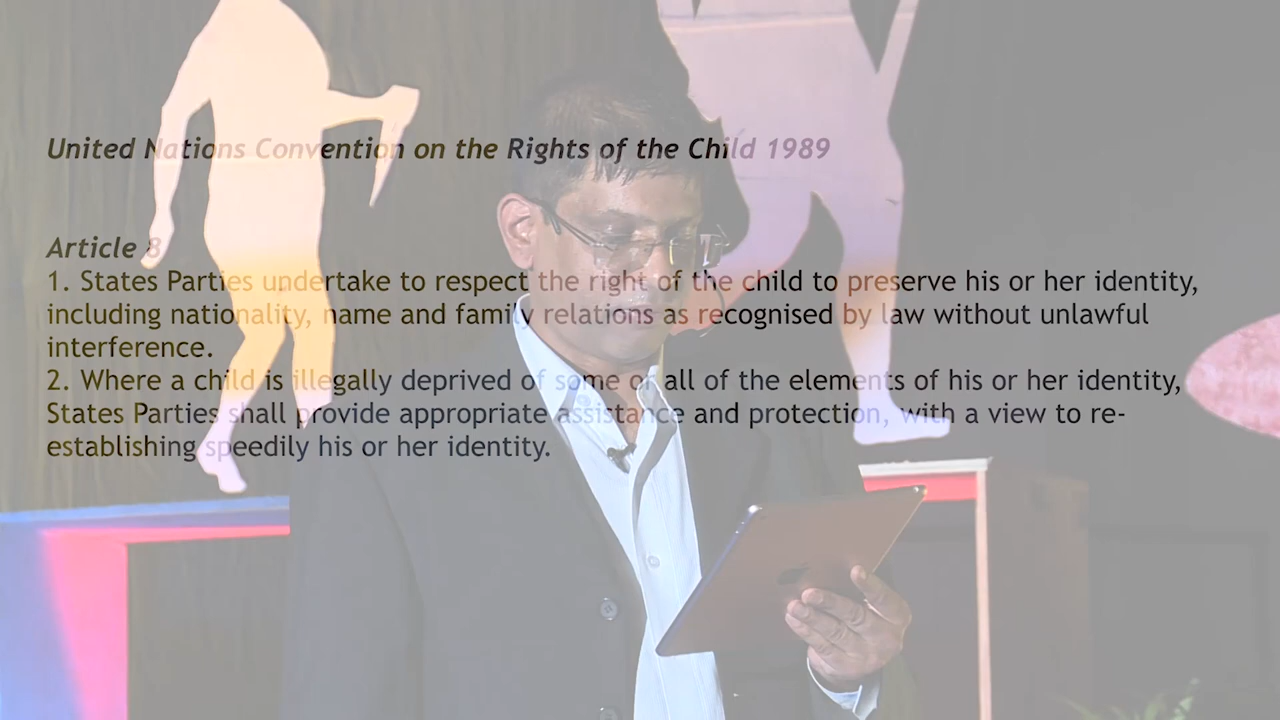 United Nations Convention on the Rights of the Child 1989
Article 8
1. States Parties undertake to respect the right of the child to preserve his or her identity,
including nationality, name and family relations as recognised by law without unlawful
interference.
2. Where a child is illegally deprived of some or all of the elements of his or her identity,
States Parties shall provide appropriate assistance and protection, with a view to re-
establishing speedily his or her identity.